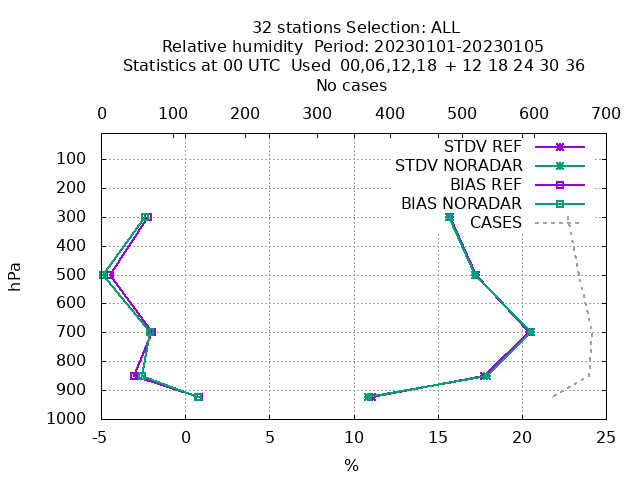 32 stations Selection: ALL
Relative humidity  Period: 20230101-20230105
Statistics at 00 UTC  Used  00,06,12,18  + 12 18 24 30 36
No cases
0 100 200 300 400 500 600 700
STDV REF
STDV NORADAR
BIAS REF
BIAS NORADAR
CASES
100
200
300
400
500
600
700
800
900
1000
hPa
-5 0 5 10 15 20 25
%